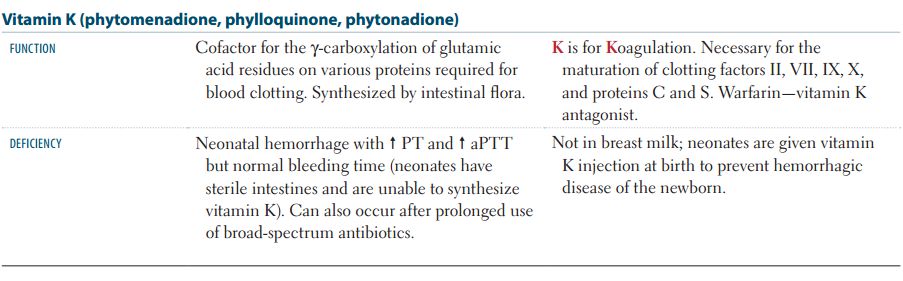 Vitamin K (phytomenadione, phylloquinone, phytonadione)
FUNCTION
Cofactor for the γ-carboxylation of glutamic
acid residues on various proteins required for
blood clotting. Synthesized by intestinal flora.
K is for Koagulation. Necessary for the
maturation of clotting factors II, VII, IX, X,
and proteins C and S. Warfarin—vitamin K
antagonist.
DEFICIENCY
Neonatal hemorrhage with ↑ PT and ↑ aPTT
but normal bleeding time (neonates have
sterile intestines and are unable to synthesize
vitamin K). Can also occur after prolonged use
of broad-spectrum antibiotics.
Not in breast milk; neonates are given vitamin
K injection at birth to prevent hemorrhagic
disease of the newborn.